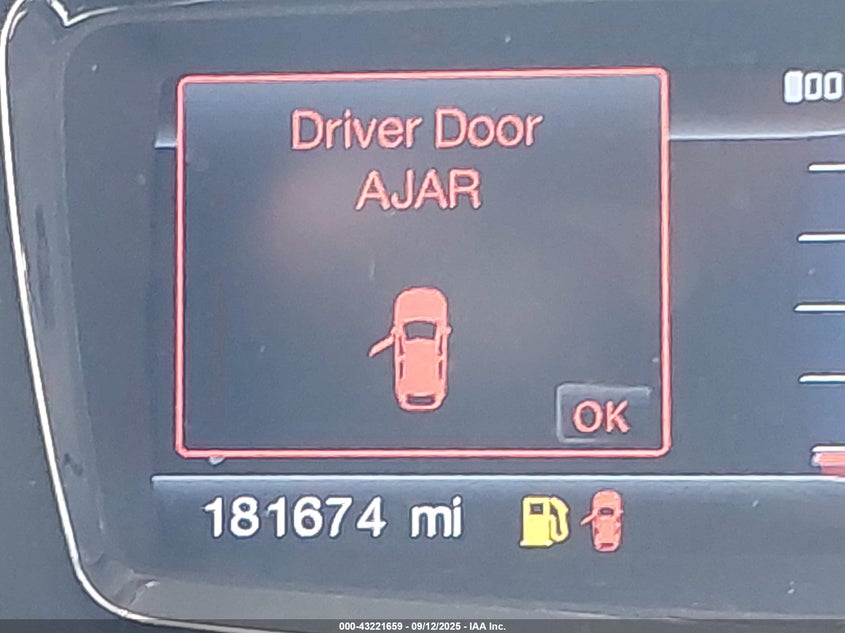 Driver Door
AJAR
OK
181674 mi
000-43221659 - 09/12/2025 - IAA Inc.